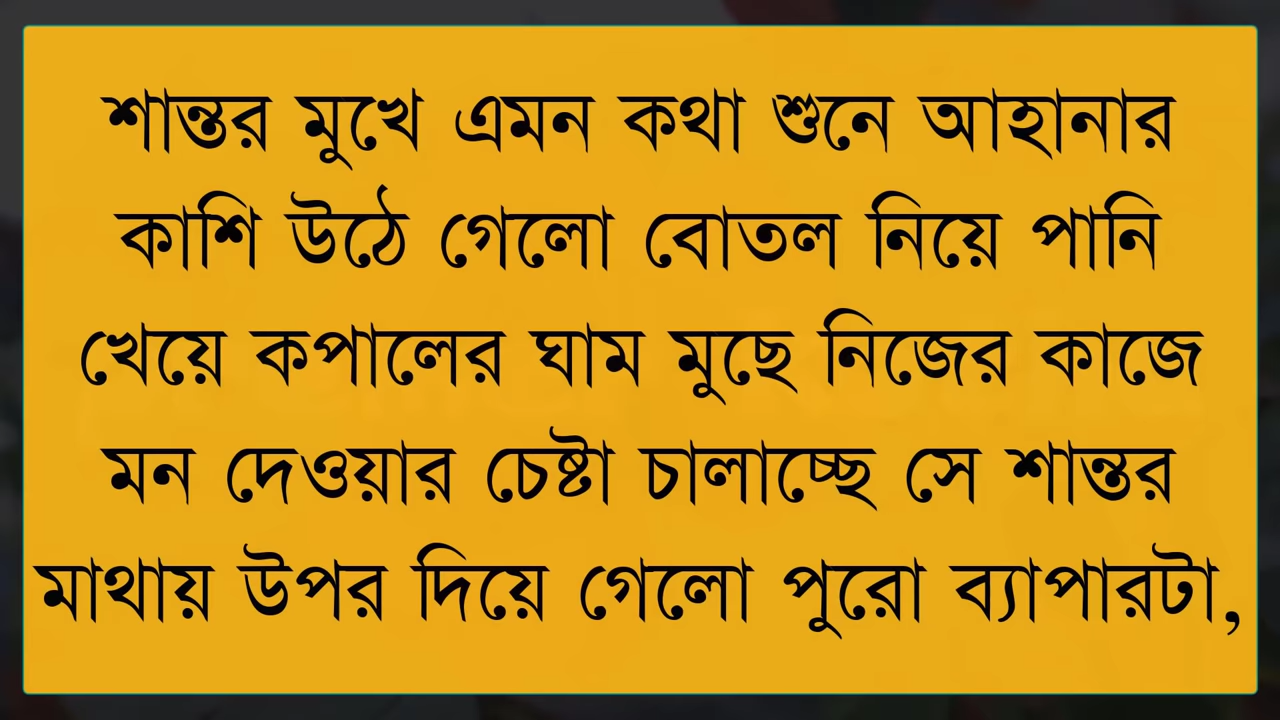 শান্তর মুখে এমন কথা শুনে আহানার
কাশি উঠে গেলো বোতল নিয়ে পানি
খেয়ে কপালের ঘাম মুছে নিজের কাজে
মন দেওয়ার চেষ্টা চালাচ্ছে সে শান্তর
মাথায় উপর দিয়ে গেলো পুরো ব্যাপারটা,